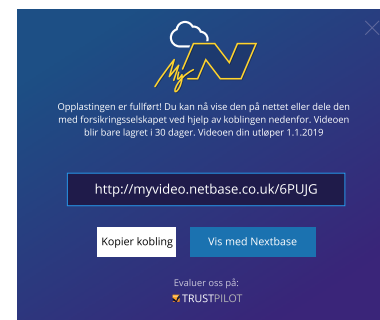 My N
Opplastingen er fullført! Du kan nå vise den på nettet eller dele den
med forsikringsselskapet ved hjelp av koblingen nedenfor. Videoen
blir bare lagret i 30 dager. Videoen din utløper 1.1.2019
http://myvideo.netbase.co.uk/6PUJG
Kopier kobling
Vis med Nextbase
Evaluer oss på:
TRUSTPILOT